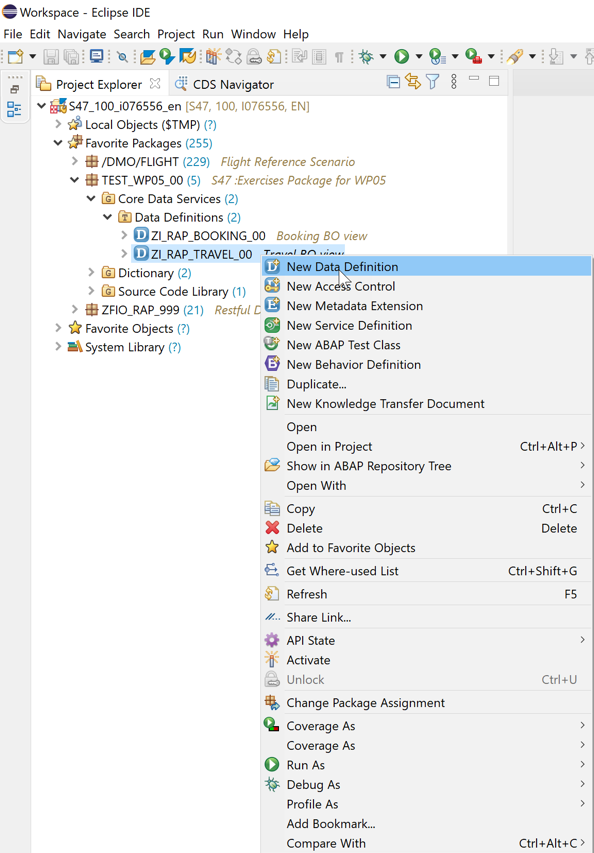 Workspace - Eclipse IDE
File Edit Navigate Search Project Run Window Help
Project Explorer CDS Navigator
S47_100_i076556_en [S47, 100, I076556, EN]
Local Objects ($TMP) (?)
Favorite Packages (255)
/DMO/FLIGHT (229) Flight Reference Scenario
TEST_WP05_00 (5) S47 :Exercises Package for WP05
Core Data Services (2)
Data Definitions (2)
ZI_RAP_BOOKING_00 Booking BO view
ZI_RAP_TRAVEL_00 Travel BO view
New Data Definition
New Access Control
Dictionary (2)
New Metadata Extension
Source Code Library (1)
ZFIO_RAP_999 (21) Restful D
New Service Definition
Favorite Objects (?)
New ABAP Test Class
System Library (?)
New Behavior Definition
Duplicate...
New Knowledge Transfer Document
Open
Open in Project Ctrl+Alt+P
Show in ABAP Repository Tree
Open With
Copy Ctrl+C
Delete Delete
Add to Favorite Objects
Get Where-used List Ctrl+Shift+G
Refresh F5
Share Link...
API State
Activate
Unlock Ctrl+U
Change Package Assignment
Coverage As
Coverage As
Run As
Debug As
Profile As
Add Bookmark...
Compare With Ctrl+Alt+C